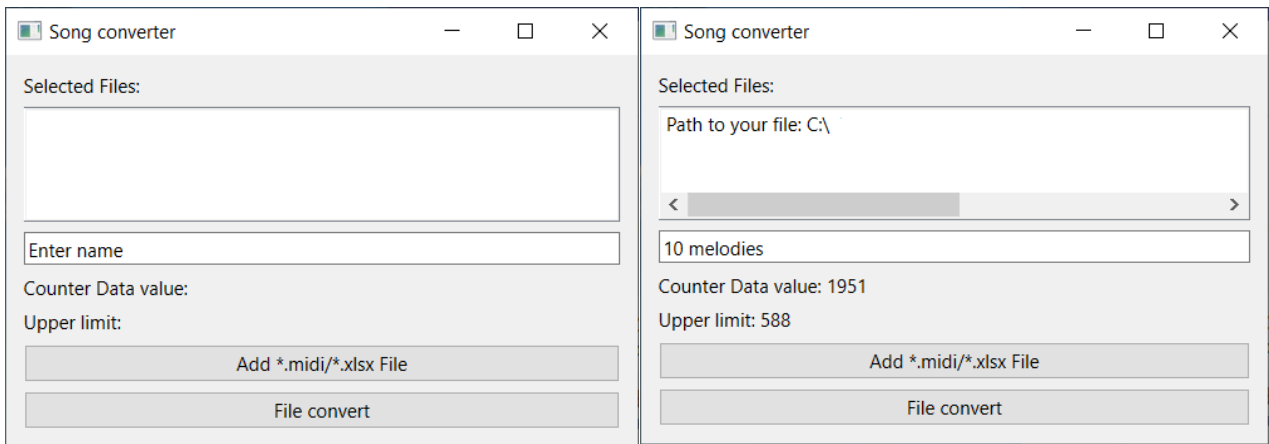 Song converter
Selected Files:
Enter name
Counter Data value:
Upper limit:
Add *.midi/*.xlsx File
File convert
Song converter
Selected Files:
Path to your file: C:\
10 melodies
Counter Data value: 1951
Upper limit: 588
Add *.midi/*.xlsx File
File convert